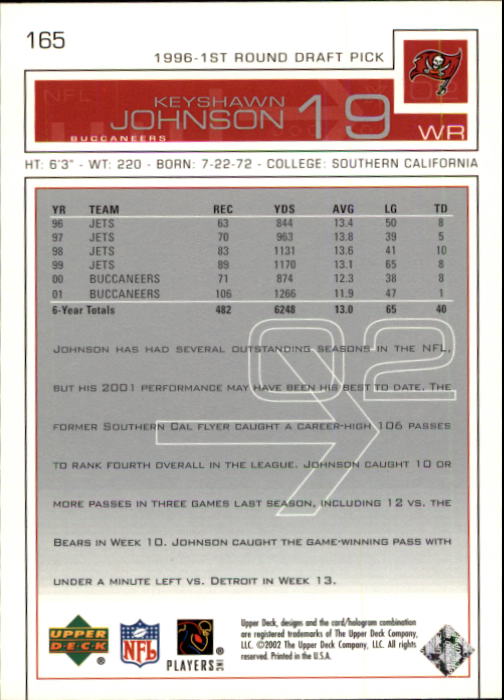 165
1996-1ST ROUND DRAFT PICK
KEYSHAWN
JOHNSON 19
BUCCANEERS WR
HT: 6'3" - WT: 220 - BORN: 7-22-72 - COLLEGE: SOUTHERN CALIFORNIA
YR TEAM REC YDS AVG LG TD
96 JETS 63 844 13.4 50 8
97 JETS 70 963 13.8 39 5
98 JETS 83 1131 13.6 41 10
99 JETS 89 1170 13.1 65 8
00 BUCCANEERS 71 874 12.3 38 8
01 BUCCANEERS 106 1266 11.9 47 1
6-Year Totals 482 6248 13.0 65 40
02
JOHNSON HAS HAD SEVERAL OUTSTANDING SEASONS IN THE NFL,
BUT HIS 2001 PERFORMANCE MAY HAVE BEEN HIS BEST TO DATE. THE
FORMER SOUTHERN CAL FLYER CAUGHT A CAREER-HIGH 106 PASSES
TO RANK FOURTH OVERALL IN THE LEAGUE. JOHNSON CAUGHT 10 OR
MORE PASSES IN THREE GAMES LAST SEASON, INCLUDING 12 VS. THE
BEARS IN WEEK 10. JOHNSON CAUGHT THE GAME-WINNING PASS WITH
UNDER A MINUTE LEFT VS. DETROIT IN WEEK 13.
UPPER DECK ®
NFL
PLAYERS INC ®
Upper Deck, designs and the card/hologram combination
are registered trademarks of The Upper Deck Company,
LLC. ©2002 The Upper Deck Company, LLC. All rights
reserved. Printed in the U.S.A.